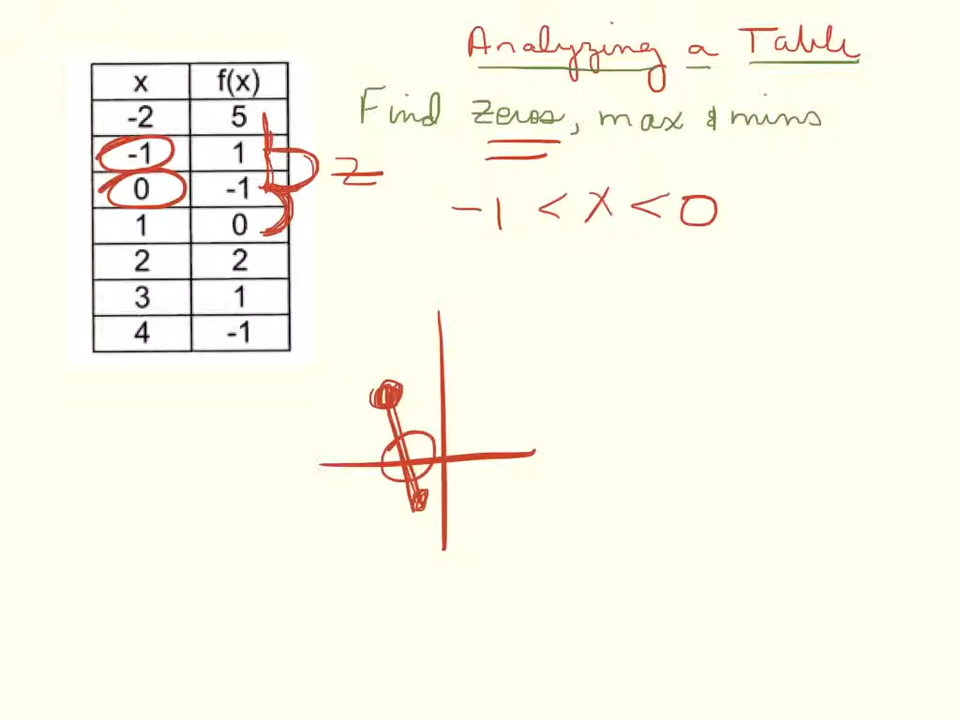 Analyzing a Table
Find zeros, max & mins
x f(x)
-2 5
-1 1
0 -1
1 0
2 2
3 1
4 -1
z
-1 < x < 0